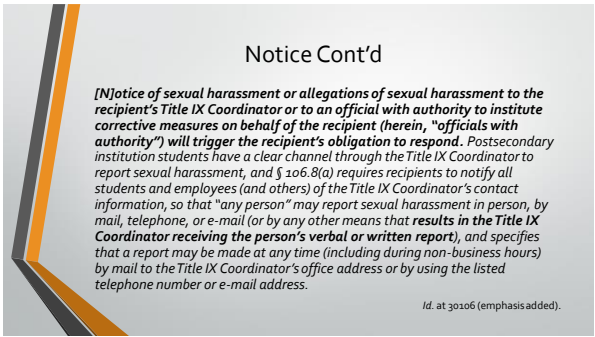 Notice Cont'd
[N]otice of sexual harassment or allegations of sexual harassment to the
recipient's Title IX Coordinator or to an official with authority to institute
corrective measures on behalf of the recipient (herein, "officials with
authority") will trigger the recipient's obligation to respond. Postsecondary
institution students have a clear channel through the Title IX Coordinator to
report sexual harassment, and § 106.8(a) requires recipients to notify all
students and employees (and others) of the Title IX Coordinator's contact
information, so that "any person" may report sexual harassment in person, by
mail, telephone, or e-mail (or by any other means that results in the Title IX
Coordinator receiving the person's verbal or written report), and specifies
that a report may be made at any time (including during non-business hours)
by mail to the Title IX Coordinator's office address or by using the listed
telephone number or e-mail address.
Id. at 30106 (emphasis added).